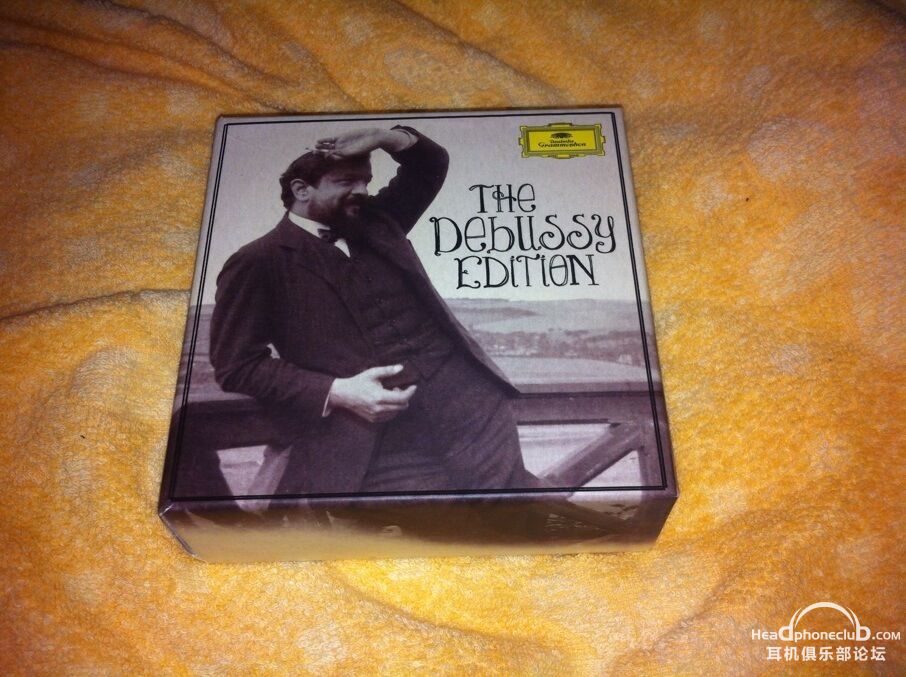 Deutsche
Grammophon
THE
DEBUSSY
EDITION
HeadphoneclUb.com
耳机俱乐部论坛